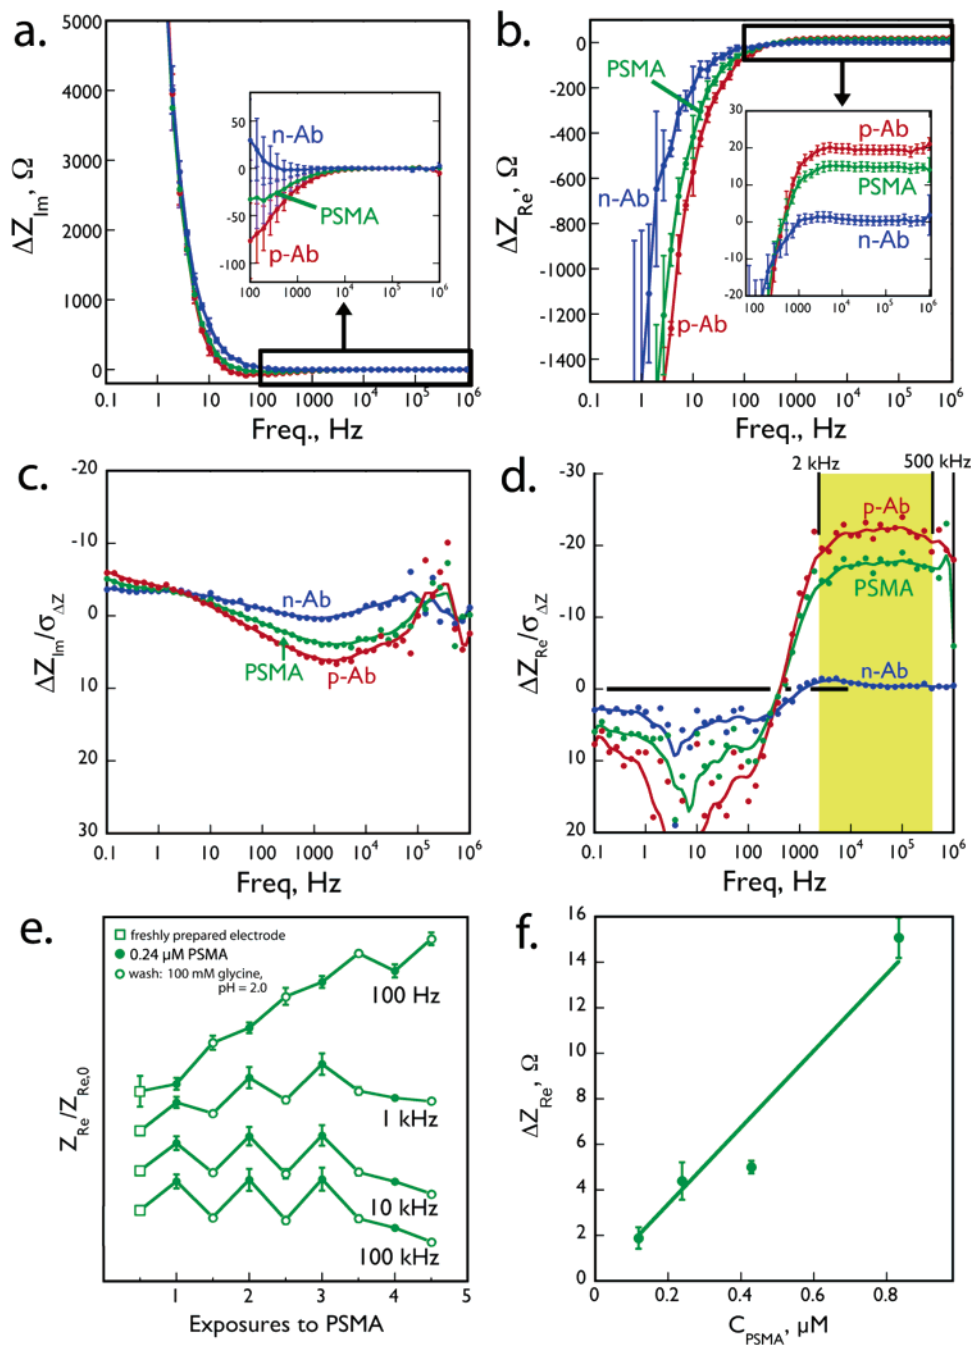 a.
5000
4000
3000
2000
1000
0
ΔZ_Im, Ω
50
0
-50
-100
n-Ab
PSMA
p-Ab
100
1000
10^4
10^5
10^6
0.1
1
10
100
1000
10^4
10^5
10^6
Freq., Hz
b.
0
-200
-400
-600
-800
-1000
-1200
-1400
ΔZ_Re, Ω
PSMA
n-Ab
p-Ab
30
20
10
0
-10
-20
p-Ab
PSMA
n-Ab
100
1000
10^4
10^5
10^6
0.1
1
10
100
1000
10^4
10^5
10^6
Freq., Hz
c.
-20
-10
0
10
20
30
ΔZ_Im/σ_ΔZ
n-Ab
PSMA
p-Ab
0.1
1
10
100
1000
10^4
10^5
10^6
Freq, Hz
d.
2 kHz
500 kHz
-30
-20
-10
0
10
20
ΔZ_Re/σ_ΔZ
p-Ab
PSMA
n-Ab
0.1
1
10
100
1000
10^4
10^5
10^6
Freq, Hz
e.
freshly prepared electrode
0.24 µM PSMA
wash: 100 mM glycine,
pH = 2.0
100 Hz
1 kHz
10 kHz
100 kHz
Z_Re/Z_Re,0
1
2
3
4
5
Exposures to PSMA
f.
16
14
12
10
8
6
4
2
0
ΔZ_Re, Ω
0
0.2
0.4
0.6
0.8
C_PSMA, µM